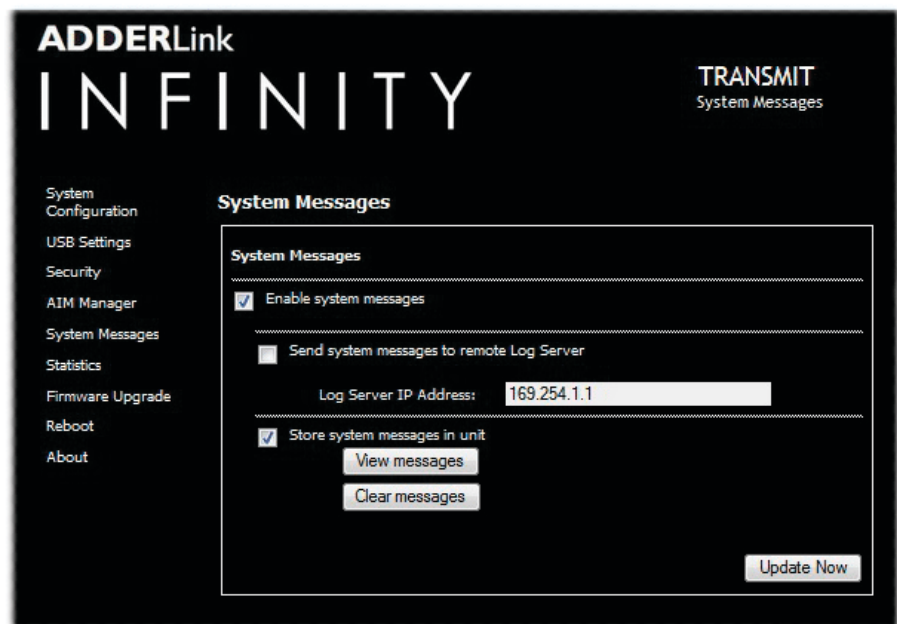 ADDERLink
INFINITY
TRANSMIT
System Messages
System
Configuration
USB Settings
Security
AIM Manager
System Messages
Statistics
Firmware Upgrade
Reboot
About
System Messages
System Messages
Enable system messages
Send system messages to remote Log Server
Log Server IP Address: 169.254.1.1
Store system messages in unit
View messages
Clear messages
Update Now